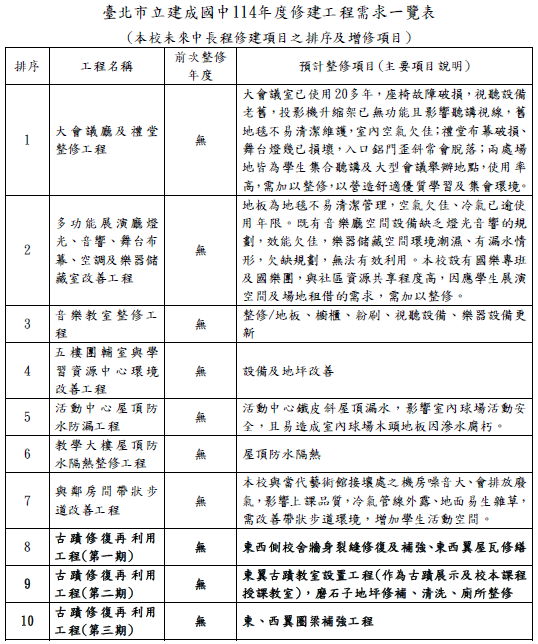 臺北市立建成國中114年度修建工程需求一覽表
(本校未來中長程修建項目之排序及增修項目)
排序
工程名稱
前次整修
年度
預計整修項目(主要項目說明)
1
大會議廳及禮堂
整修工程
無
大會議室已使用20多年，座椅故障破損，視聽設備
老舊，投影機升縮架已無功能且影響聽講視線，舊
地毯不易清潔維護，室內空氣欠佳；禮堂布幕破損、
舞台燈幾已損壞，入口鋁門歪斜常會脫落；兩處場
地皆為學生集合聽講及大型會議舉辦地點，使用率
高，需加以整修，以營造舒適優質學習及集會環境。
2
多功能展演廳燈
光、音響、舞台布
幕、空調及樂器儲
藏室改善工程
無
地板為地毯不易清潔管理，空氣欠佳、冷氣已逾使
用年限。既有音樂廳空間設備缺乏燈光音響的規
劃，效能欠佳，樂器儲藏空間環境潮濕、有漏水情
形，欠缺規劃，無法有效利用。本校設有國樂專班
及國樂團，與社區資源共享程度高，因應學生展演
空間及場地租借的需求，需加以整修。
3
音樂教室整修工
程
無
整修/地板、櫥櫃、粉刷、視聽設備、樂器設備更
新
4
五樓團輔室與學
習資源中心環境
改善工程
無
設備及地坪改善
5
活動中心屋頂防
水防漏工程
無
活動中心鐵皮斜屋頂漏水，影響室內球場活動安
全，且易造成室內球場木頭地板因滲水腐朽。
6
教學大樓屋頂防
水隔熱整修工程
無
屋頂防水隔熱
7
與鄰房間帶狀步
道改善工程
無
本校與當代藝術館接壤處之機房噪音大、會排放廢
氣，影響上課品質，冷氣管線外露、地面易生雜草，
需改善帶狀步道環境，增加學生活動空間。
8
古蹟修復再利用
工程(第一期)
無
東西側校舍牆身裂縫修復及補強、東西翼屋瓦修繕
9
古蹟修復再利用
工程(第二期)
無
東翼古蹟教室設置工程(作為古蹟展示及校本課程
授課教室)，磨石子地坪修補、清洗、廁所整修
10
古蹟修復再利用
工程(第三期)
無
東、西翼圈梁補強工程